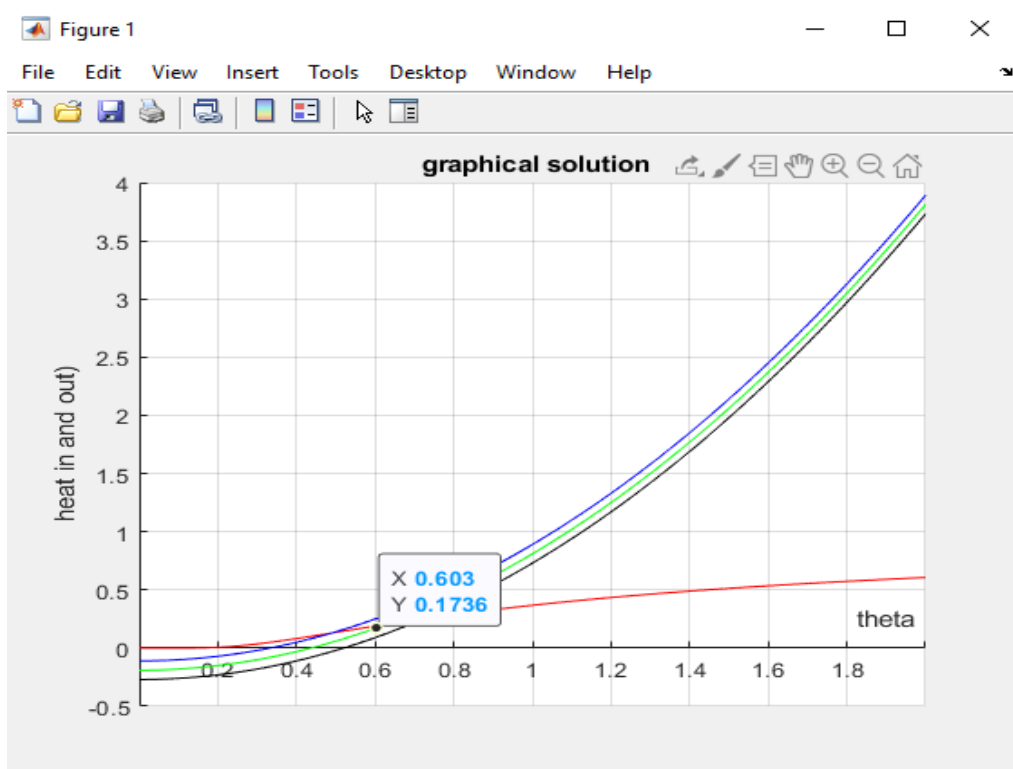 Figure 1
File Edit View Insert Tools Desktop Window Help
graphical solution
4
3.5
3
2.5
2
1.5
1
0.5
0
-0.5
heat in and out)
X 0.603
Y 0.1736
theta
0.2 0.4 0.6 0.8 1 1.2 1.4 1.6 1.8